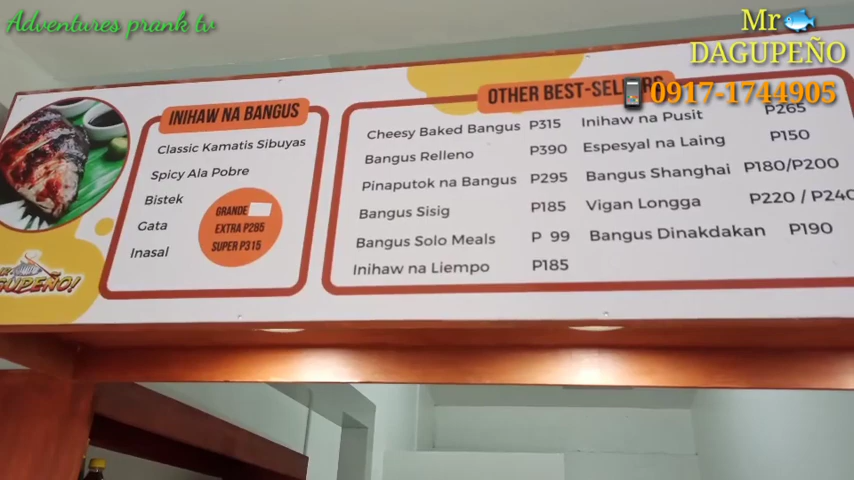 Adventures prank tv
Mr
DAGUPEÑO
0917-1744905
INIHAW NA BANGUS
Classic Kamatis Sibuyas
Spicy Ala Pobre
Bistek
Gata
Inasal
GRANDE
EXTRA P285
SUPER P315
GUPEÑO!
OTHER BEST-SELLERS
Cheesy Baked Bangus P315
Bangus Relleno P390
Pinaputok na Bangus P295
Bangus Sisig P185
Bangus Solo Meals P 99
Inihaw na Liempo P185
Inihaw na Pusit P265
Espesyal na Laing P150
Bangus Shanghai P180/P200
Vigan Longga P220 / P240
Bangus Dinakdakan P190